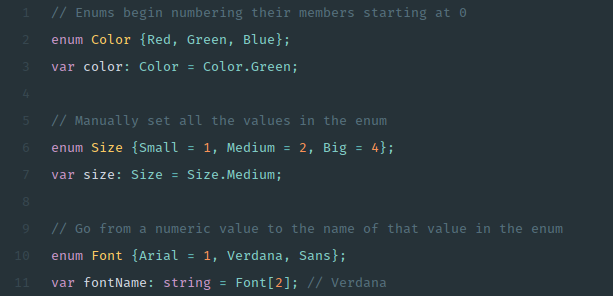 1 // Enums begin numbering their members starting at 0
2 enum Color {Red, Green, Blue};
3 var color: Color = Color.Green;
4
5 // Manually set all the values in the enum
6 enum Size {Small = 1, Medium = 2, Big = 4};
7 var size: Size = Size.Medium;
8
9 // Go from a numeric value to the name of that value in the enum
10 enum Font {Arial = 1, Verdana, Sans};
11 var fontName: string = Font[2]; // Verdana